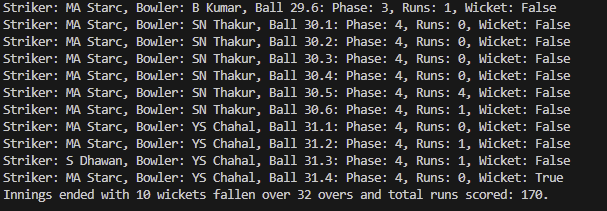 Striker: MA Starc, Bowler: B Kumar, Ball 29.6: Phase: 3, Runs: 1, Wicket: False
Striker: MA Starc, Bowler: SN Thakur, Ball 30.1: Phase: 4, Runs: 0, Wicket: False
Striker: MA Starc, Bowler: SN Thakur, Ball 30.2: Phase: 4, Runs: 0, Wicket: False
Striker: MA Starc, Bowler: SN Thakur, Ball 30.3: Phase: 4, Runs: 0, Wicket: False
Striker: MA Starc, Bowler: SN Thakur, Ball 30.4: Phase: 4, Runs: 0, Wicket: False
Striker: MA Starc, Bowler: SN Thakur, Ball 30.5: Phase: 4, Runs: 4, Wicket: False
Striker: MA Starc, Bowler: SN Thakur, Ball 30.6: Phase: 4, Runs: 1, Wicket: False
Striker: MA Starc, Bowler: YS Chahal, Ball 31.1: Phase: 4, Runs: 0, Wicket: False
Striker: MA Starc, Bowler: YS Chahal, Ball 31.2: Phase: 4, Runs: 1, Wicket: False
Striker: S Dhawan, Bowler: YS Chahal, Ball 31.3: Phase: 4, Runs: 1, Wicket: False
Striker: MA Starc, Bowler: YS Chahal, Ball 31.4: Phase: 4, Runs: 0, Wicket: True
Innings ended with 10 wickets fallen over 32 overs and total runs scored: 170.